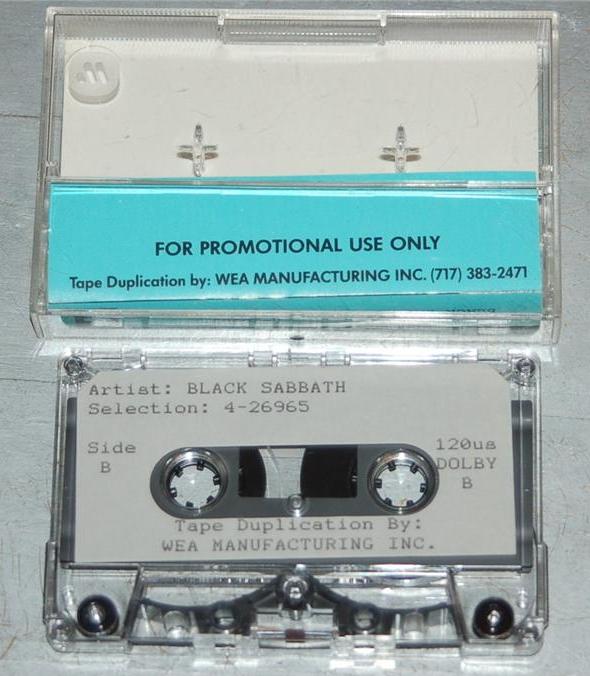 FOR PROMOTIONAL USE ONLY
Tape Duplication by: WEA MANUFACTURING INC. (717) 383-2471
Artist: BLACK SABBATH
Selection: 4-26965
Side
B
120us
DOLBY
B
Tape Duplication By:
WEA MANUFACTURING INC.